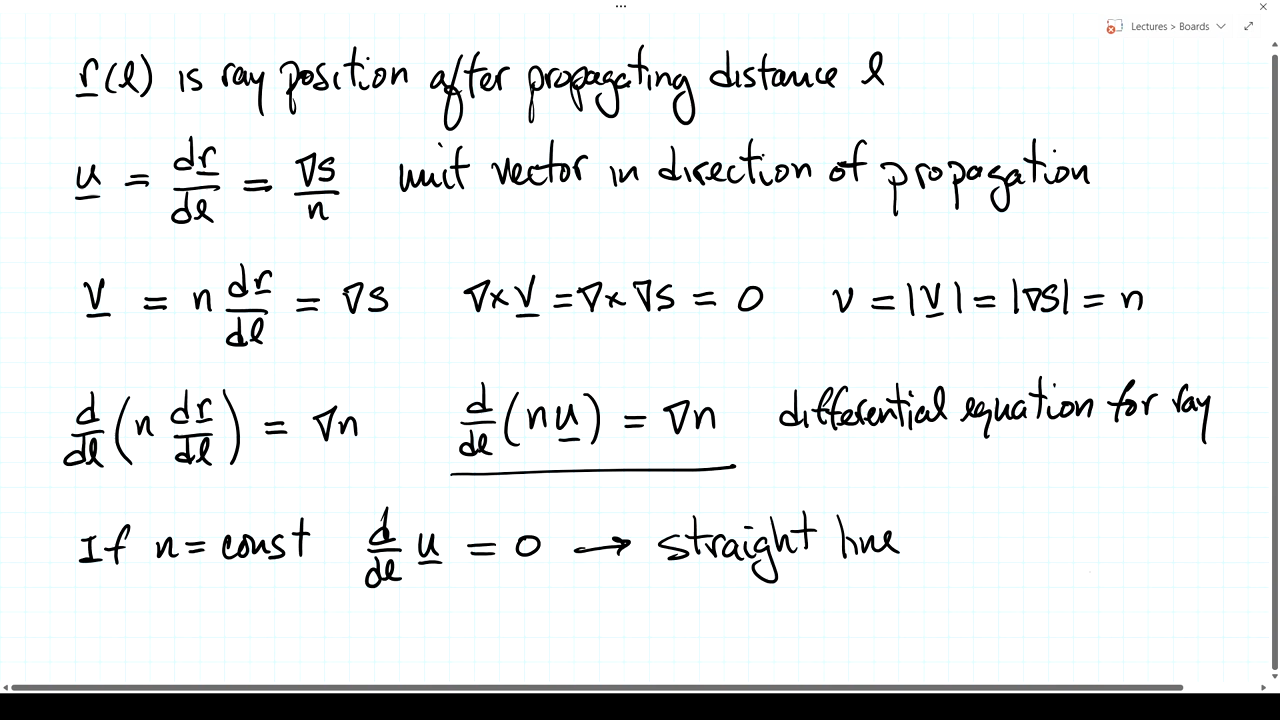 Lectures > Boards
r(l) is ray position after propagating distance l
u = dr/dl = ∇S/n unit vector in direction of propagation
v = n dr/dl = ∇S ∇×v = ∇×∇S = 0 v = |v| = |∇S| = n
d/dl (n dr/dl) = ∇n d/dl (nu) = ∇n differential equation for ray
If n = const d/dl u = 0 → straight line